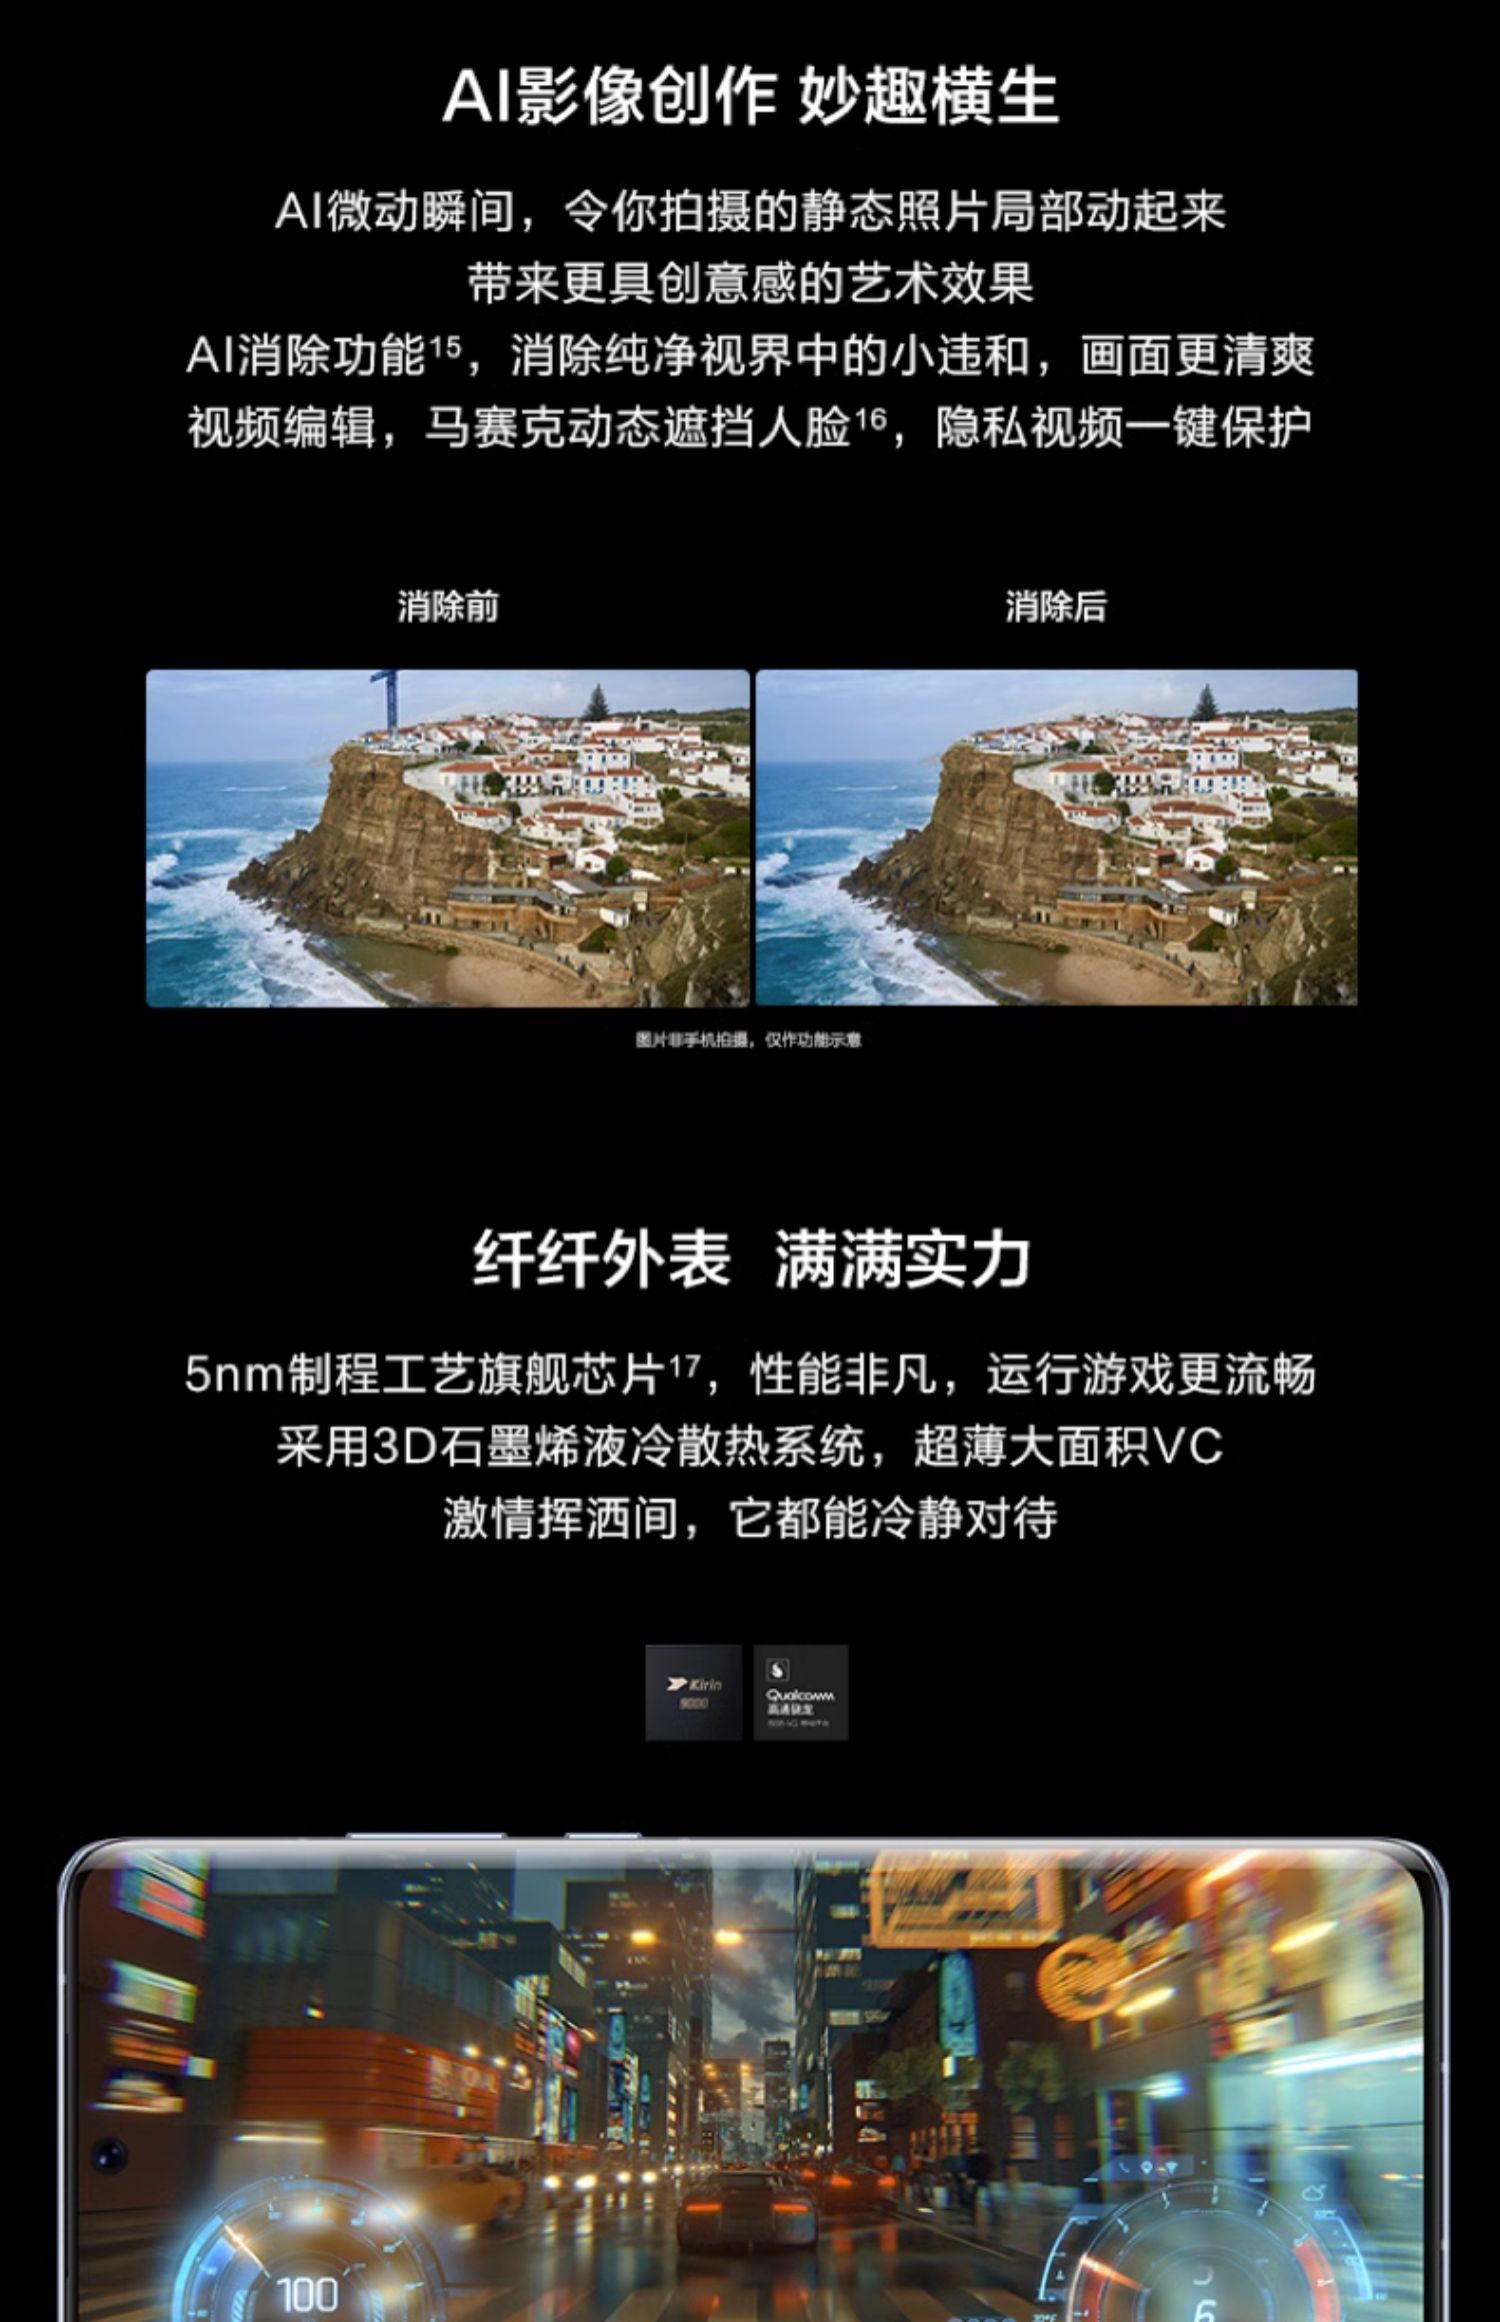 AI影像创作 妙趣横生
AI微动瞬间，令你拍摄的静态照片局部动起来
带来更具创意感的艺术效果
AI消除功能15，消除纯净视界中的小违和，画面更清爽
视频编辑，马赛克动态遮挡人脸16，隐私视频一键保护
消除前
消除后
图片非手机拍摄，仅作功能示意
纤纤外表 满满实力
5nm制程工艺旗舰芯片17，性能非凡，运行游戏更流畅
采用3D石墨烯液冷散热系统，超薄大面积VC
激情挥洒间，它都能冷静对待
Kirin
9000
Qualcomm
高通骁龙
100
6